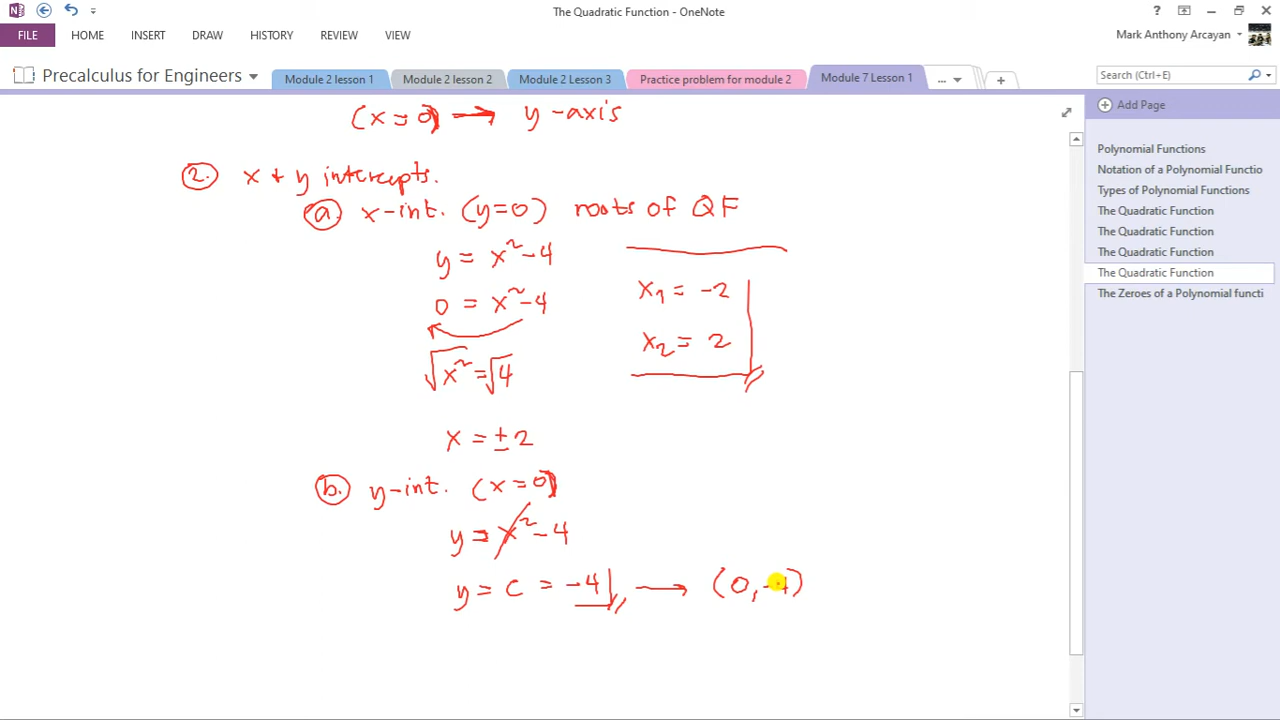 The Quadratic Function - OneNote
?
FILE HOME INSERT DRAW HISTORY REVIEW VIEW
Mark Anthony Arcayan
Precalculus for Engineers
Module 2 lesson 1 Module 2 lesson 2 Module 2 Lesson 3 Practice problem for module 2 Module 7 Lesson 1 ... +
Search (Ctrl+E)
Add Page
Polynomial Functions
Notation of a Polynomial Functio
Types of Polynomial Functions
The Quadratic Function
The Quadratic Function
The Quadratic Function
The Quadratic Function
The Zeroes of a Polynomial functi
(x = 0) → y-axis
2. x + y intercepts.
a. x-int. (y=0) roots of QF
y = x² - 4
0 = x² - 4
√x² = √4
x = ±2
x₁ = -2
x₂ = 2
b. y-int. (x = 0)
y = x² - 4
y = C = -4 → (0, -4)